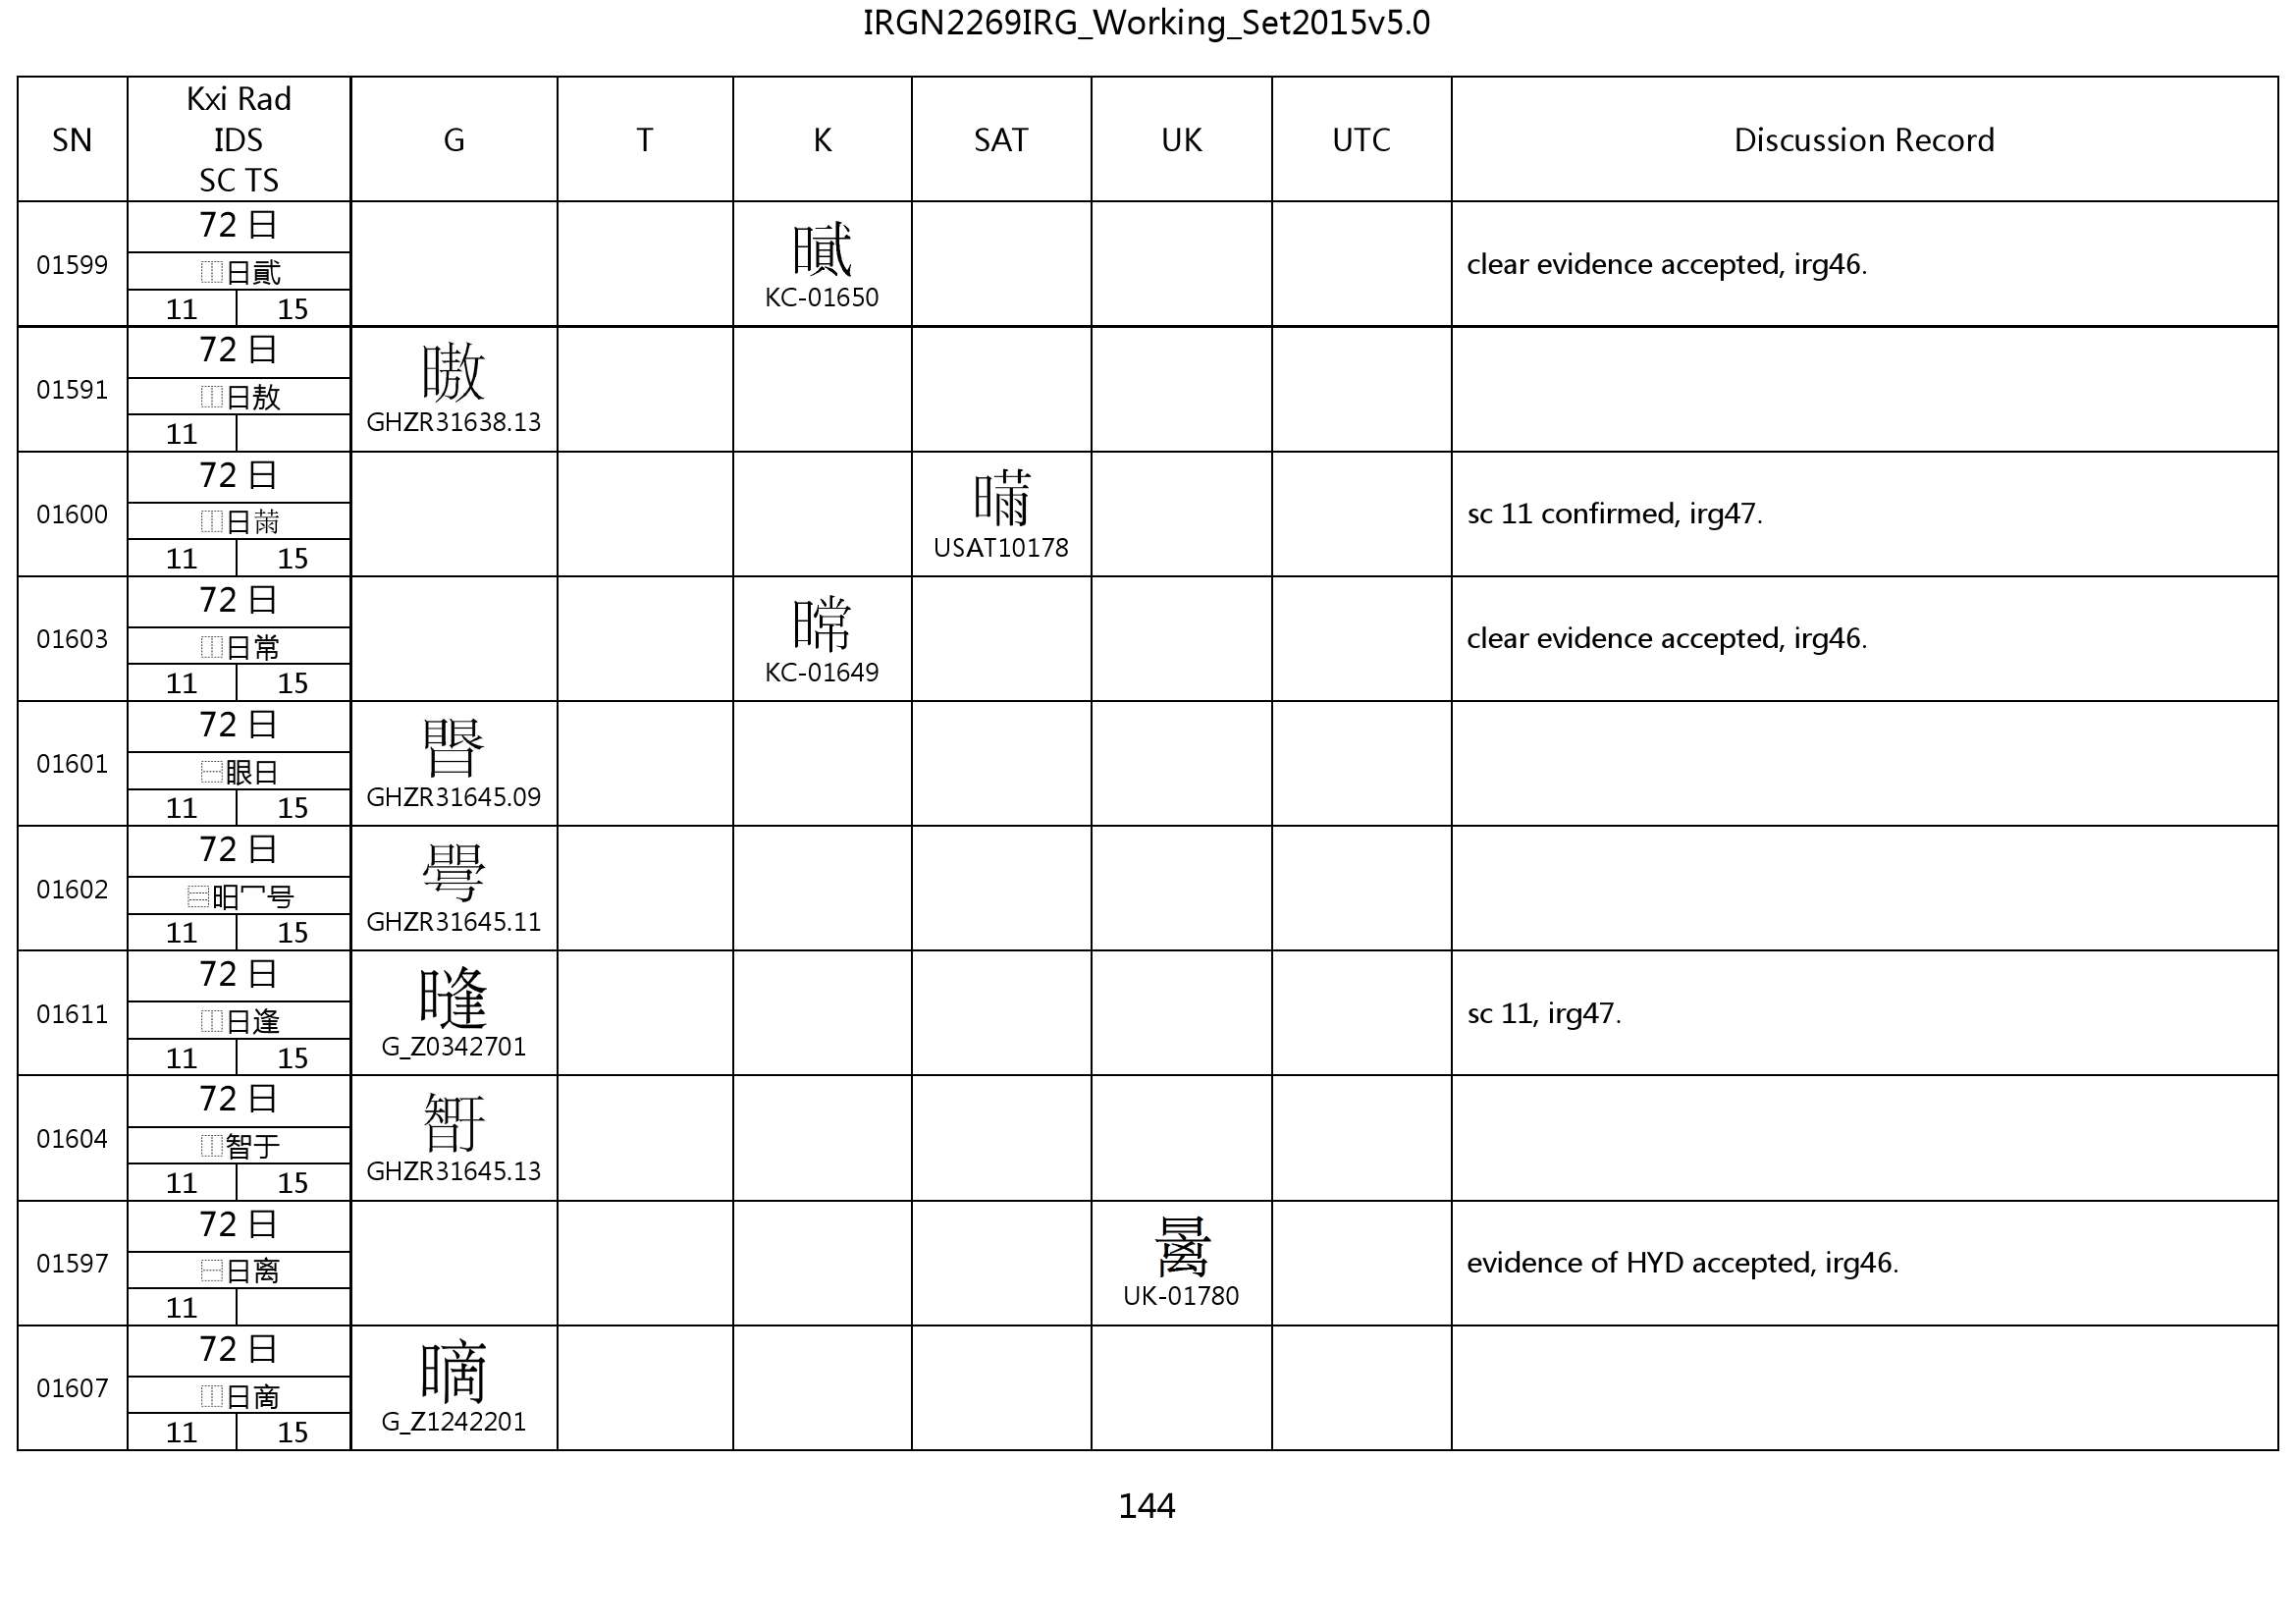 IRGN2269IRG_Working_Set2015v5.0
SN
Kxi Rad
IDS
SC TS
G
T
K
SAT
UK
UTC
Discussion Record
01599
72 日
⿰日貳
11 15
KC-01650
clear evidence accepted, irg46.
01591
72 日
⿰日敖
11
GHZR31638.13
01600
72 日
⿰日㒼
11 15
USAT10178
sc 11 confirmed, irg47.
01603
72 日
⿰日常
11 15
KC-01649
clear evidence accepted, irg46.
01601
72 日
⿱眼日
11 15
GHZR31645.09
01602
72 日
⿳昍冖号
11 15
GHZR31645.11
01611
72 日
⿰日逢
11 15
G_Z0342701
sc 11, irg47.
01604
72 日
⿰智于
11 15
GHZR31645.13
01597
72 日
⿱日离
11
UK-01780
evidence of HYD accepted, irg46.
01607
72 日
⿰日啇
11 15
G_Z1242201
144